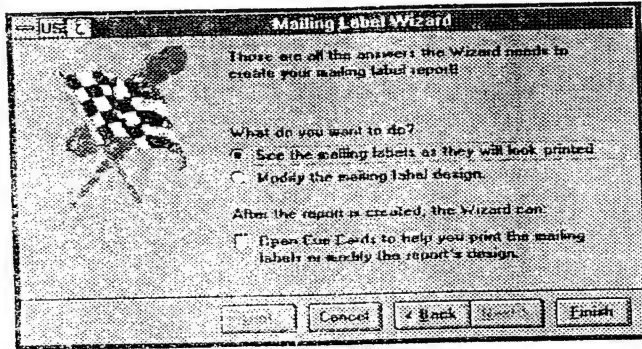 Mailing Label Wizard
These are all the answers the Wizard needs to
create your mailing label report!
What do you want to do?
See the mailing labels as they will look printed.
Modify the mailing label design.
After the report is created, the Wizard can:
Open Cue Cards to help you print the mailing
labels or modify the report's design.
Hint Cancel < Back Next > Finish